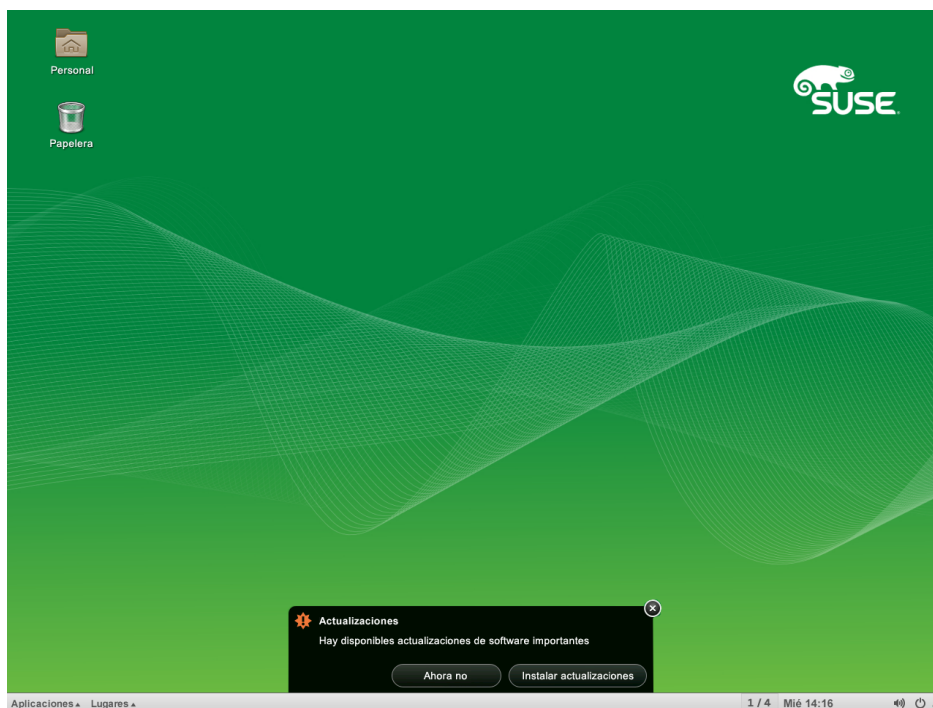 Personal
SUSE.
Papelera
Actualizaciones
Hay disponibles actualizaciones de software importantes
Ahora no
Instalar actualizaciones
Aplicaciones Lugares 1 / 4 Mié 14:16